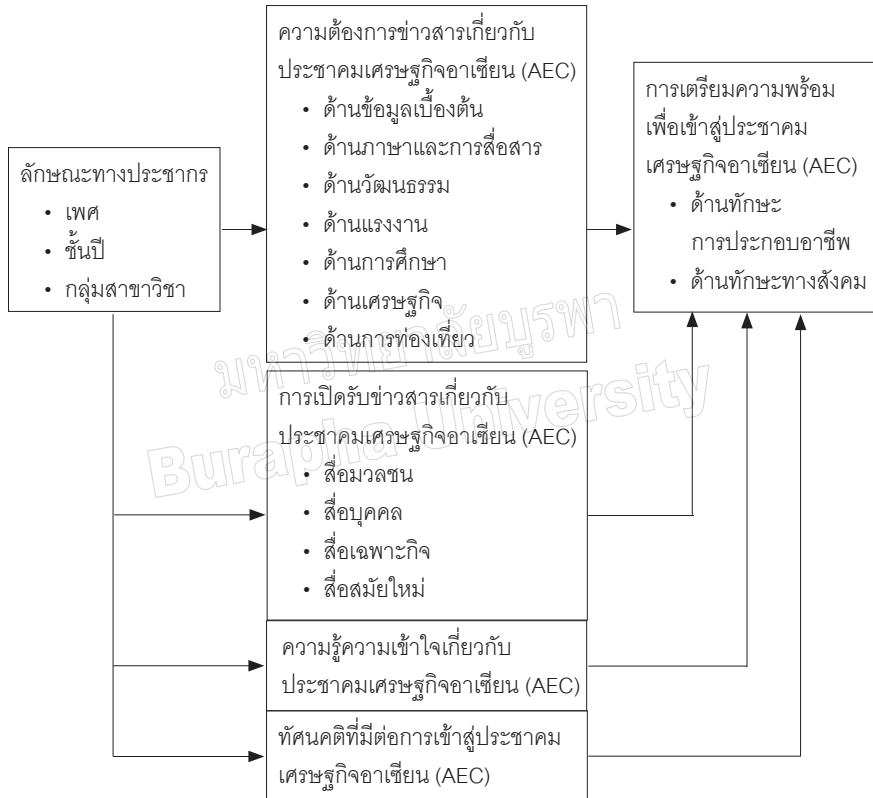 ลักษณะทางประชากร
• เพศ
• ชั้นปี
• กลุ่มสาขาวิชา
ความต้องการข่าวสารเกี่ยวกับ
ประชาคมเศรษฐกิจอาเซียน (AEC)
• ด้านข้อมูลเบื้องต้น
• ด้านภาษาและการสื่อสาร
• ด้านวัฒนธรรม
• ด้านแรงงาน
• ด้านการศึกษา
• ด้านเศรษฐกิจ
• ด้านการท่องเที่ยว
การเปิดรับข่าวสารเกี่ยวกับ
ประชาคมเศรษฐกิจอาเซียน (AEC)
• สื่อมวลชน
• สื่อบุคคล
• สื่อเฉพาะกิจ
• สื่อสมัยใหม่
ความรู้ความเข้าใจเกี่ยวกับ
ประชาคมเศรษฐกิจอาเซียน (AEC)
ทัศนคติที่มีต่อการเข้าสู่ประชาคม
เศรษฐกิจอาเซียน (AEC)
การเตรียมความพร้อม
เพื่อเข้าสู่ประชาคม
เศรษฐกิจอาเซียน (AEC)
• ด้านทักษะ
การประกอบอาชีพ
• ด้านทักษะทางสังคม
มหาวิทยาลัยบูรพา
Burapha University